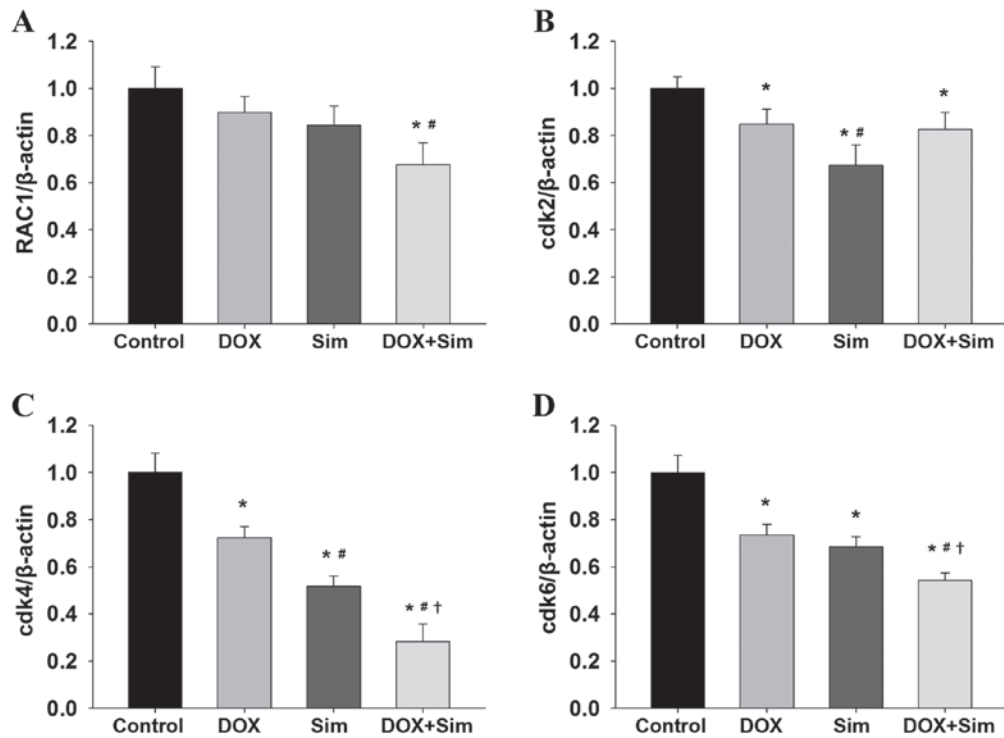 A
RAC1/β-actin
1.2
1.0
0.8
0.6
0.4
0.2
0.0
* #
Control DOX Sim DOX+Sim
B
cdk2/β-actin
1.2
1.0
0.8
0.6
0.4
0.2
0.0
*
* #
*
Control DOX Sim DOX+Sim
C
cdk4/β-actin
1.2
1.0
0.8
0.6
0.4
0.2
0.0
*
* #
* # †
Control DOX Sim DOX+Sim
D
cdk6/β-actin
1.2
1.0
0.8
0.6
0.4
0.2
0.0
*
*
* # †
Control DOX Sim DOX+Sim